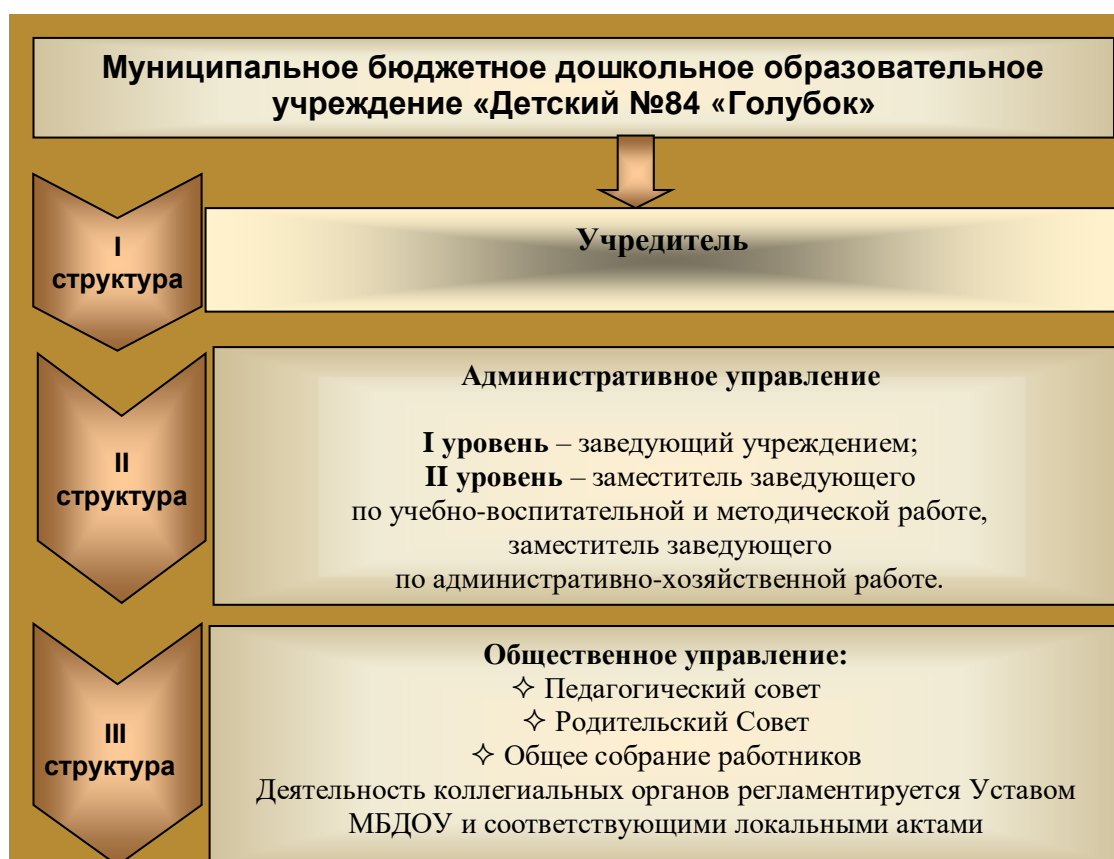 Муниципальное бюджетное дошкольное образовательное
учреждение «Детский №84 «Голубок»
I
структура
Учредитель
II
структура
Административное управление
I уровень – заведующий учреждением;
II уровень – заместитель заведующего
по учебно-воспитательной и методической работе,
заместитель заведующего
по административно-хозяйственной работе.
III
структура
Общественное управление:
✧ Педагогический совет
✧ Родительский Совет
✧ Общее собрание работников
Деятельность коллегиальных органов регламентируется Уставом
МБДОУ и соответствующими локальными актами